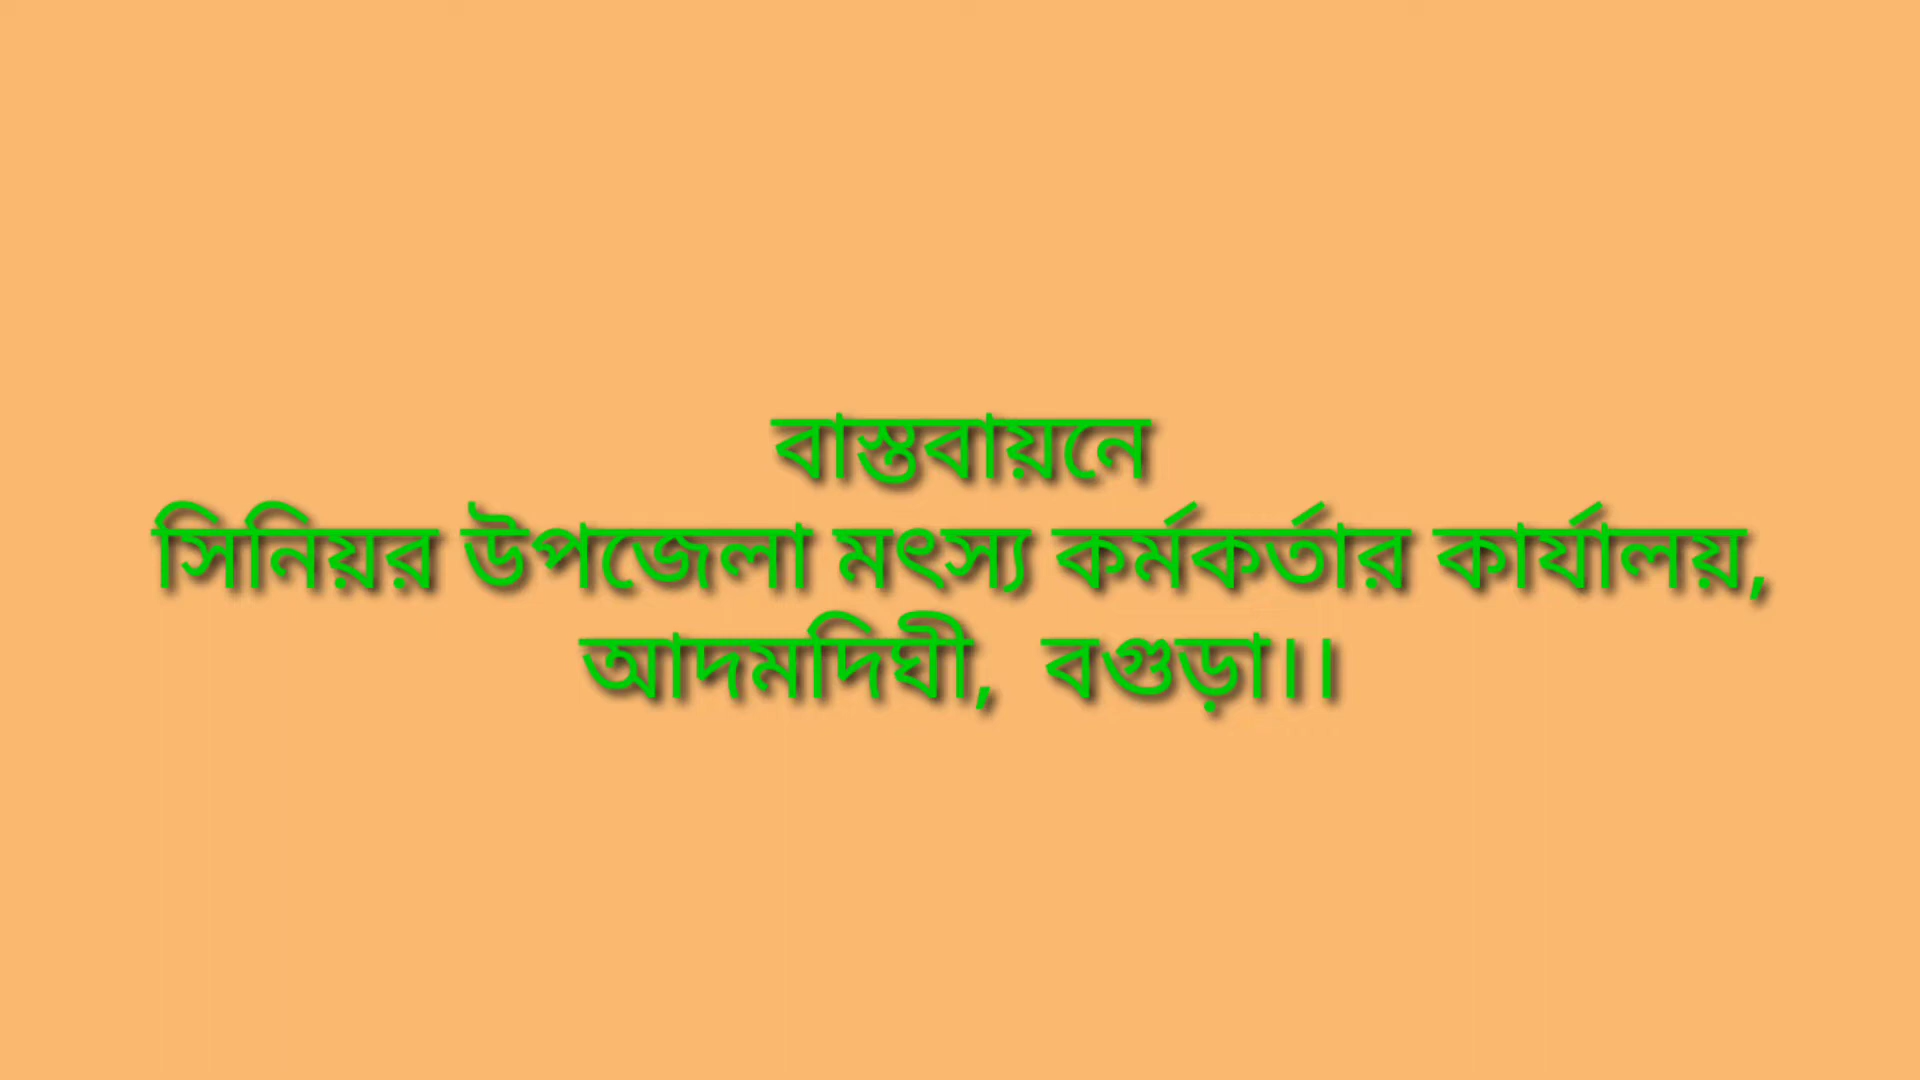 বাস্তবায়নে
সিনিয়র উপজেলা মৎস্য কর্মকর্তার কার্যালয়,
আদমদিঘী, বগুড়া।।